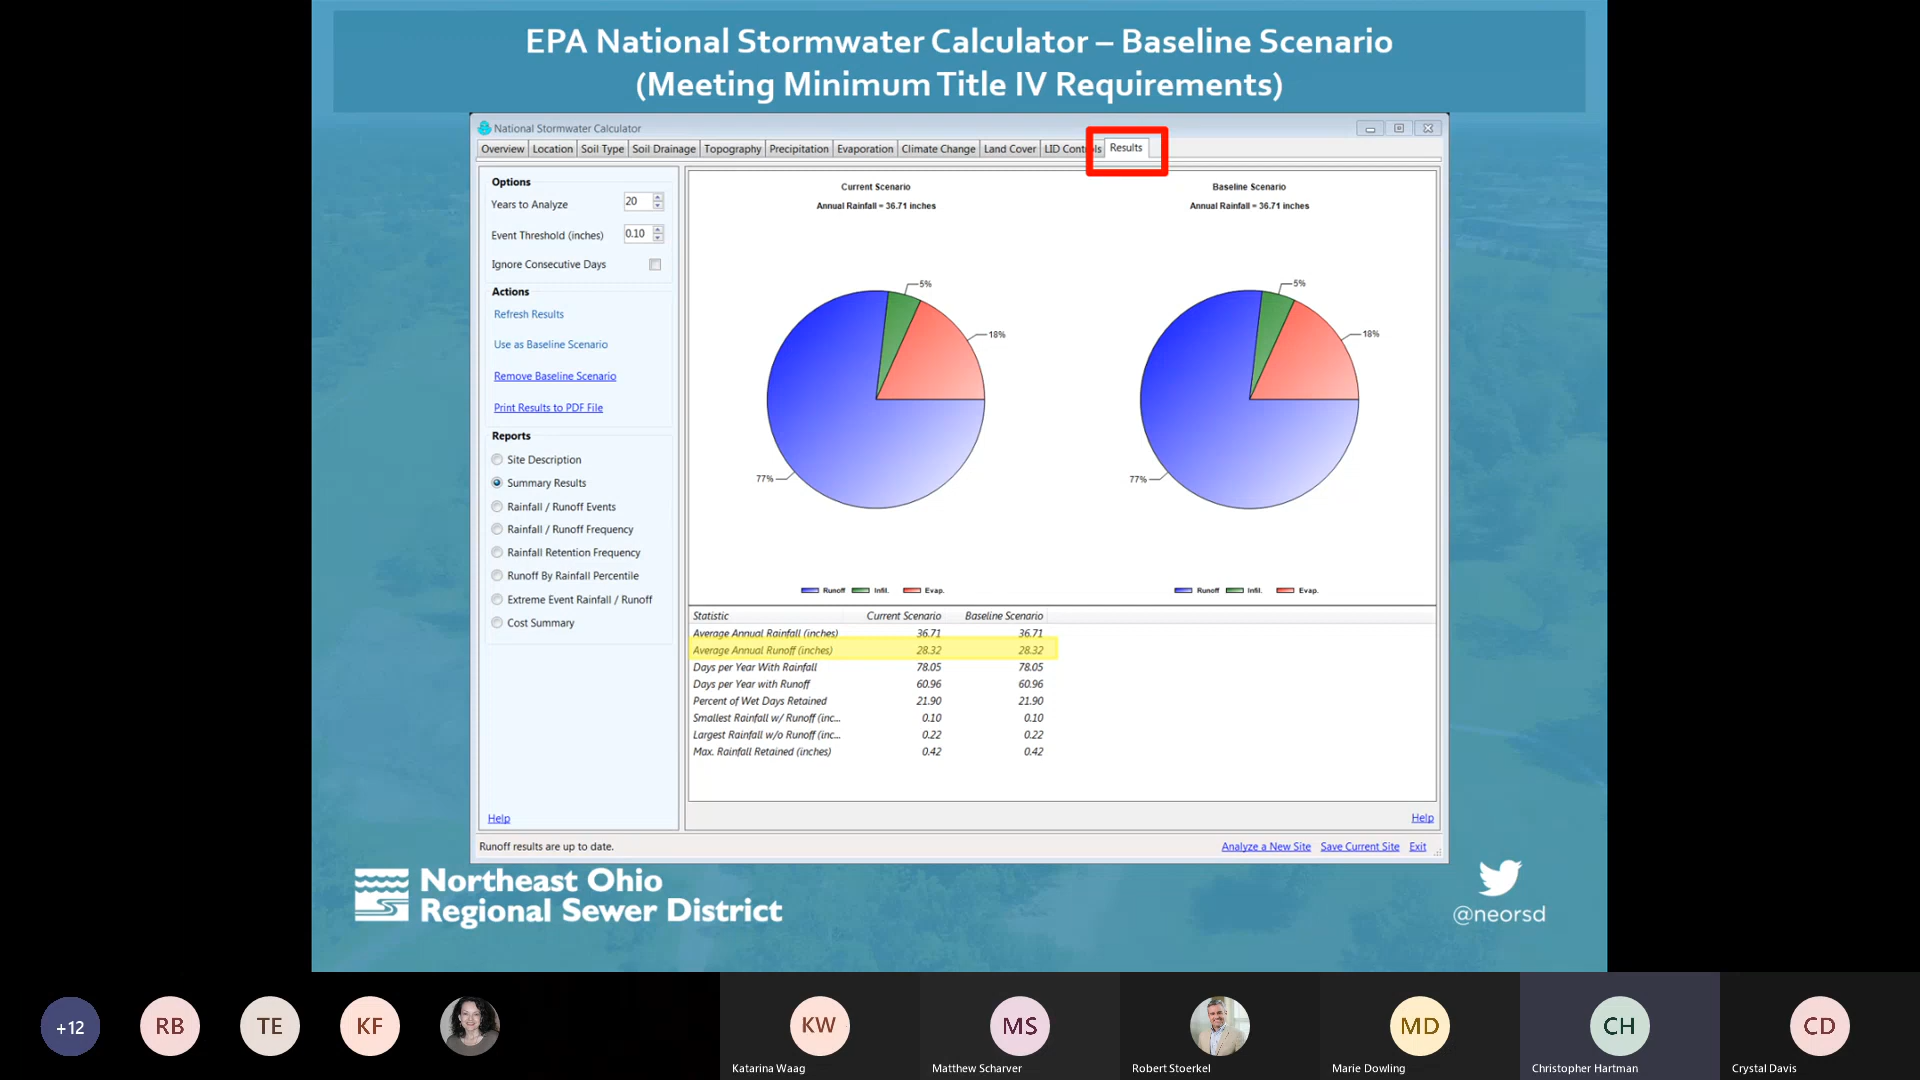 EPA National Stormwater Calculator – Baseline Scenario
(Meeting Minimum Title IV Requirements)
National Stormwater Calculator
Overview Location Soil Type Soil Drainage Topography Precipitation Evaporation Climate Change Land Cover LID Controls Results
Options
Years to Analyze 20
Event Threshold (inches) 0.10
Ignore Consecutive Days
Actions
Refresh Results
Use as Baseline Scenario
Remove Baseline Scenario
Print Results to PDF File
Reports
Site Description
Summary Results
Rainfall / Runoff Events
Rainfall / Runoff Frequency
Rainfall Retention Frequency
Runoff By Rainfall Percentile
Extreme Event Rainfall / Runoff
Cost Summary
Help
Current Scenario
Annual Rainfall = 36.71 inches
5%
18%
77%
Runoff Infil. Evap.
Baseline Scenario
Annual Rainfall = 36.71 inches
5%
18%
77%
Runoff Infil. Evap.
Statistic Current Scenario Baseline Scenario
Average Annual Rainfall (inches) 36.71 36.71
Average Annual Runoff (inches) 28.32 28.32
Days per Year With Rainfall 78.05 78.05
Days per Year with Runoff 60.96 60.96
Percent of Wet Days Retained 21.90 21.90
Smallest Rainfall w/ Runoff (inc... 0.10 0.10
Largest Rainfall w/o Runoff (inc... 0.22 0.22
Max. Rainfall Retained (inches) 0.42 0.42
Help
Runoff results are up to date.
Analyze a New Site Save Current Site Exit
Northeast Ohio
Regional Sewer District
@neorsd
+12 RB TE KF KW MS MD CH CD
Katarina Waag Matthew Scharver Robert Stoerkel Marie Dowling Christopher Hartman Crystal Davis